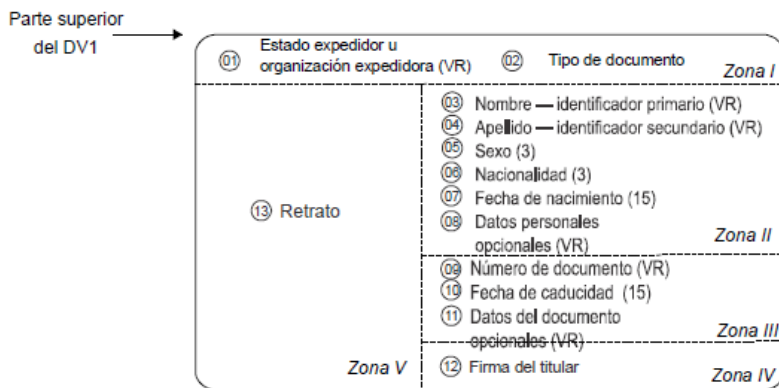 Parte superior
del DV1
01 Estado expedidor u
organización expedidora (VR)
02 Tipo de documento
Zona I
03 Nombre — identificador primario (VR)
04 Apellido — identificador secundario (VR)
05 Sexo (3)
06 Nacionalidad (3)
07 Fecha de nacimiento (15)
08 Datos personales
opcionales (VR)
Zona II
13 Retrato
Zona V
09 Número de documento (VR)
10 Fecha de caducidad (15)
11 Datos del documento
opcionales (VR)
Zona III
12 Firma del titular
Zona IV